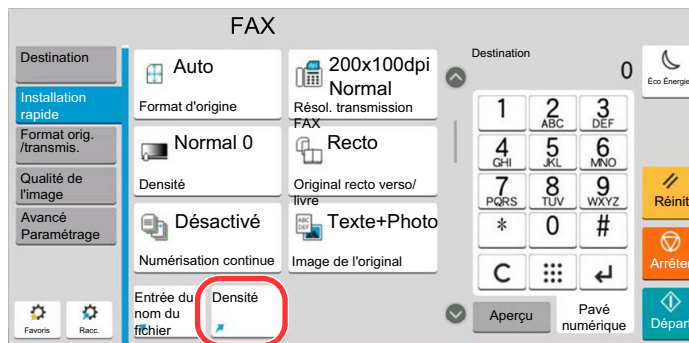 FAX
Destination
Installation
rapide
Format orig.
/transmis.
Qualité de
l'image
Avancé
Paramétrage
Favoris
Racc.
Auto
Format d'origine
200x100dpi
Normal
Résol. transmission
FAX
Normal 0
Densité
Recto
Original recto verso/
livre
Désactivé
Numérisation continue
ABC
DEF
Texte+Photo
Image de l'original
Entrée du
nom du
fichier
Densité
Destination
0
1
2
ABC
3
DEF
4
GHI
5
JKL
6
MNO
7
PQRS
8
TUV
9
WXYZ
*
0
#
C
Aperçu
Pavé
numérique
Éco Énergie
Réinit
Arrêter
Départ